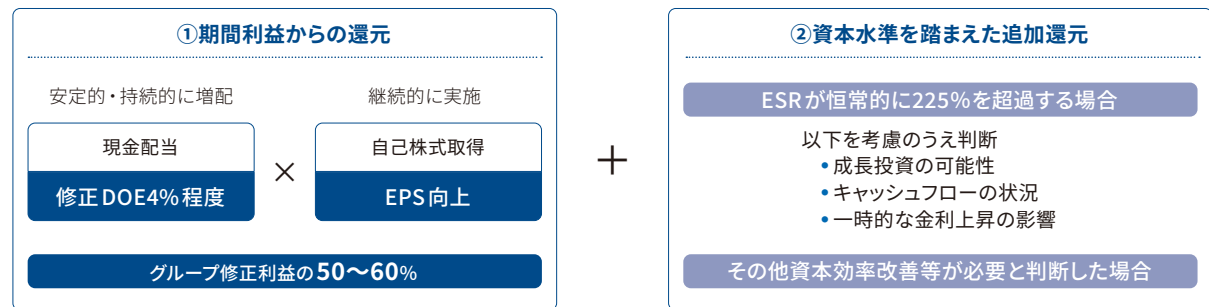 ①期間利益からの還元
安定的・持続的に増配
継続的に実施
現金配当
修正DOE4%程度
×
自己株式取得
EPS向上
グループ修正利益の50〜60%
＋
②資本水準を踏まえた追加還元
ESRが恒常的に225%を超過する場合
以下を考慮のうえ判断
•成長投資の可能性
•キャッシュフローの状況
•一時的な金利上昇の影響
その他資本効率改善等が必要と判断した場合